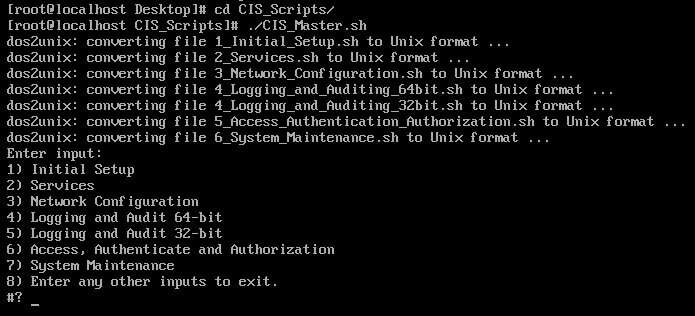 [root@localhost Desktop]# cd CIS_Scripts/
[root@localhost CIS_Scripts]# ./CIS_Master.sh
dos2unix: converting file 1_Initial_Setup.sh to Unix format ...
dos2unix: converting file 2_Services.sh to Unix format ...
dos2unix: converting file 3_Network_Configuration.sh to Unix format ...
dos2unix: converting file 4_Logging_and_Auditing_64bit.sh to Unix format ...
dos2unix: converting file 4_Logging_and_Auditing_32bit.sh to Unix format ...
dos2unix: converting file 5_Access_Authentication_Authorization.sh to Unix format ...
dos2unix: converting file 6_System_Maintenance.sh to Unix format ...
Enter input:
1) Initial Setup
2) Services
3) Network Configuration
4) Logging and Audit 64-bit
5) Logging and Audit 32-bit
6) Access, Authenticate and Authorization
7) System Maintenance
8) Enter any other inputs to exit.
#? _